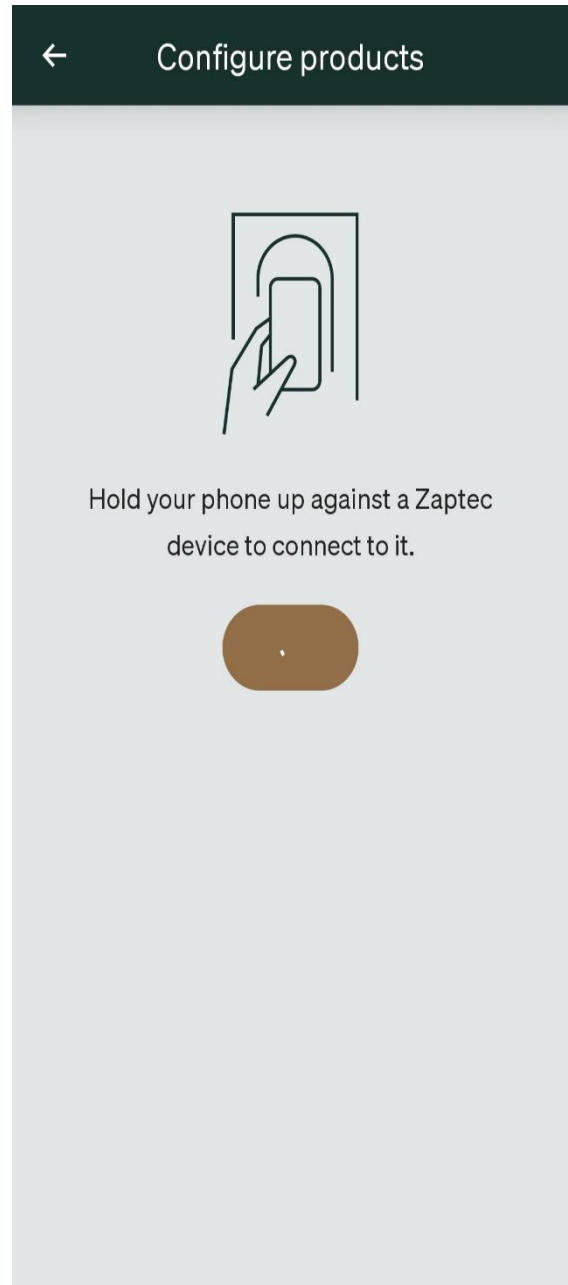 Configure products
Hold your phone up against a Zaptec
device to connect to it.